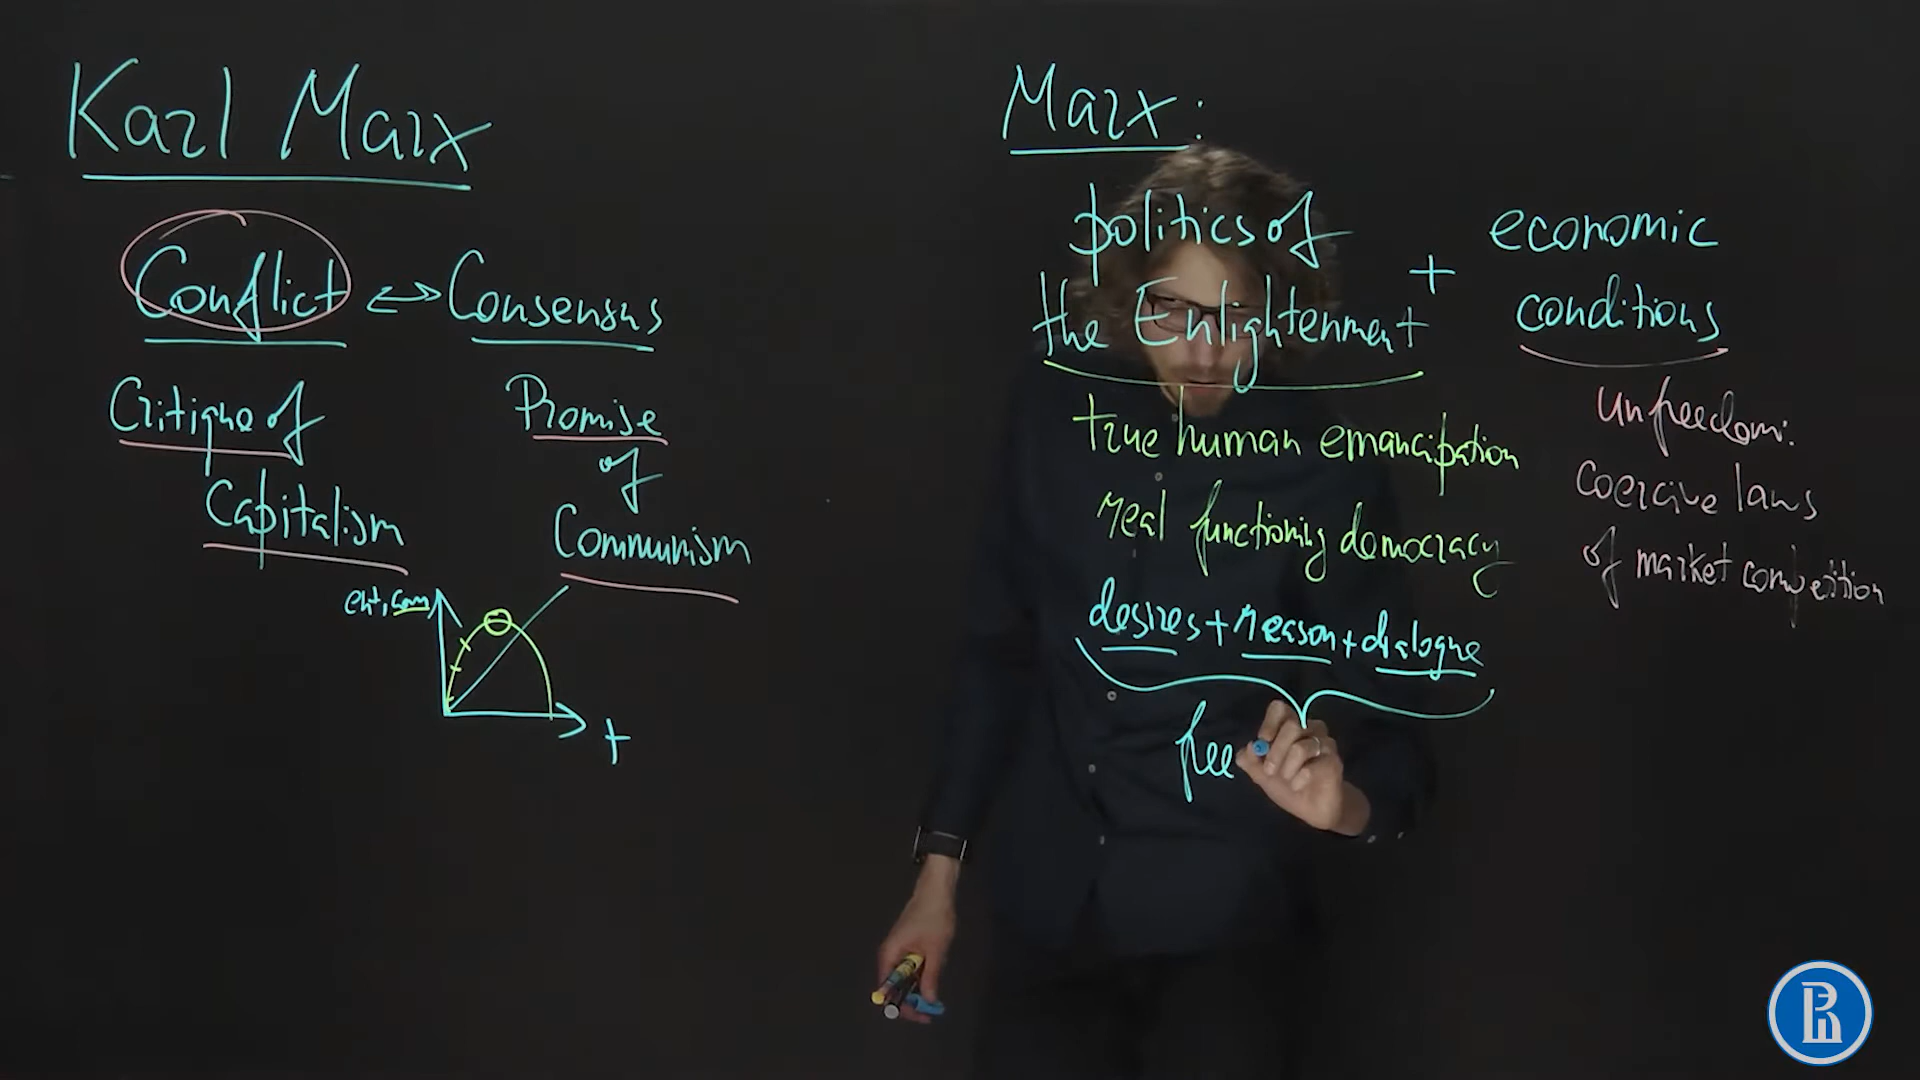 Karl Marx
Conflict ↔ Consensus
Critique of
Capitalism
Promise
of
Communism
Marx:
politics of
the Enlightenment
+
economic
conditions
true human emancipation
real functioning democracy
desires + reason + dialogue
free
unfreedom:
coercive laws
of market competition